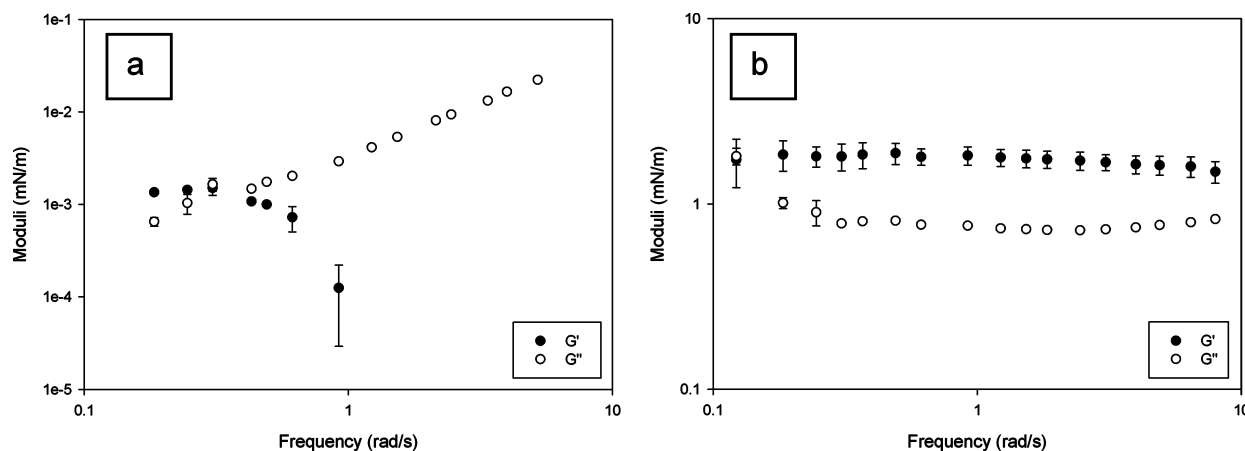 a
1e-1
1e-2
1e-3
1e-4
1e-5
Moduli (mN/m)
0.1
1
10
Frequency (rad/s)
G'
G''
b
10
1
0.1
Moduli (mN/m)
0.1
1
10
Frequency (rad/s)
G'
G''